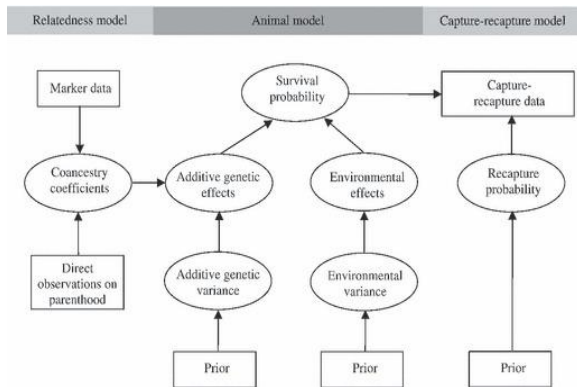 Relatedness model
Animal model
Capture-recapture model
Marker data
Survival
probability
Capture-
recapture data
Coancestry
coefficients
Additive genetic
effects
Environmental
effects
Recapture
probability
Direct
observations on
parenthood
Additive genetic
variance
Environmental
variance
Prior
Prior
Prior